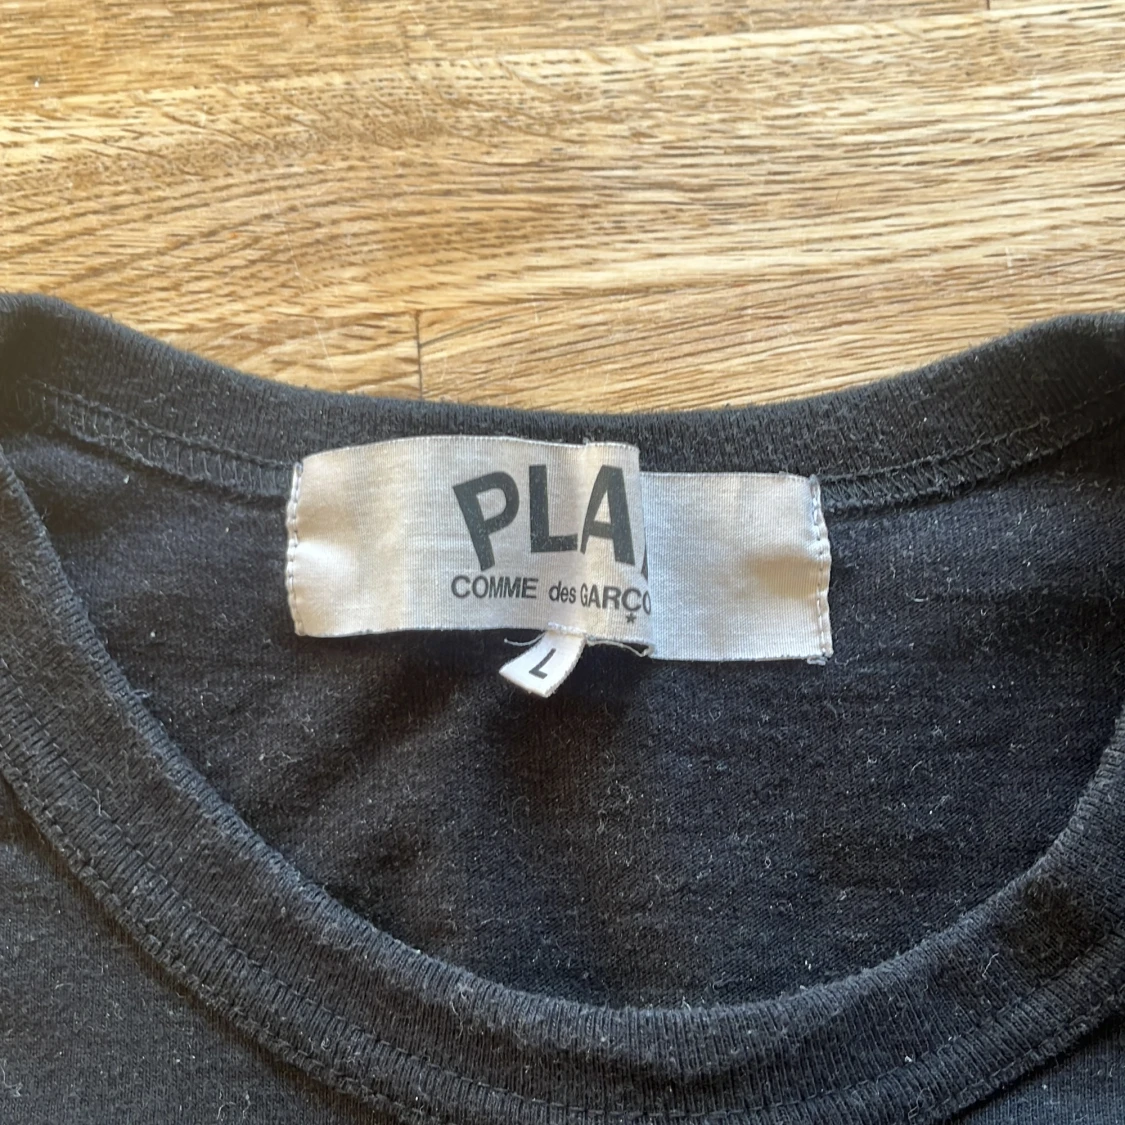 PLA
COMME des GARÇO
★
L